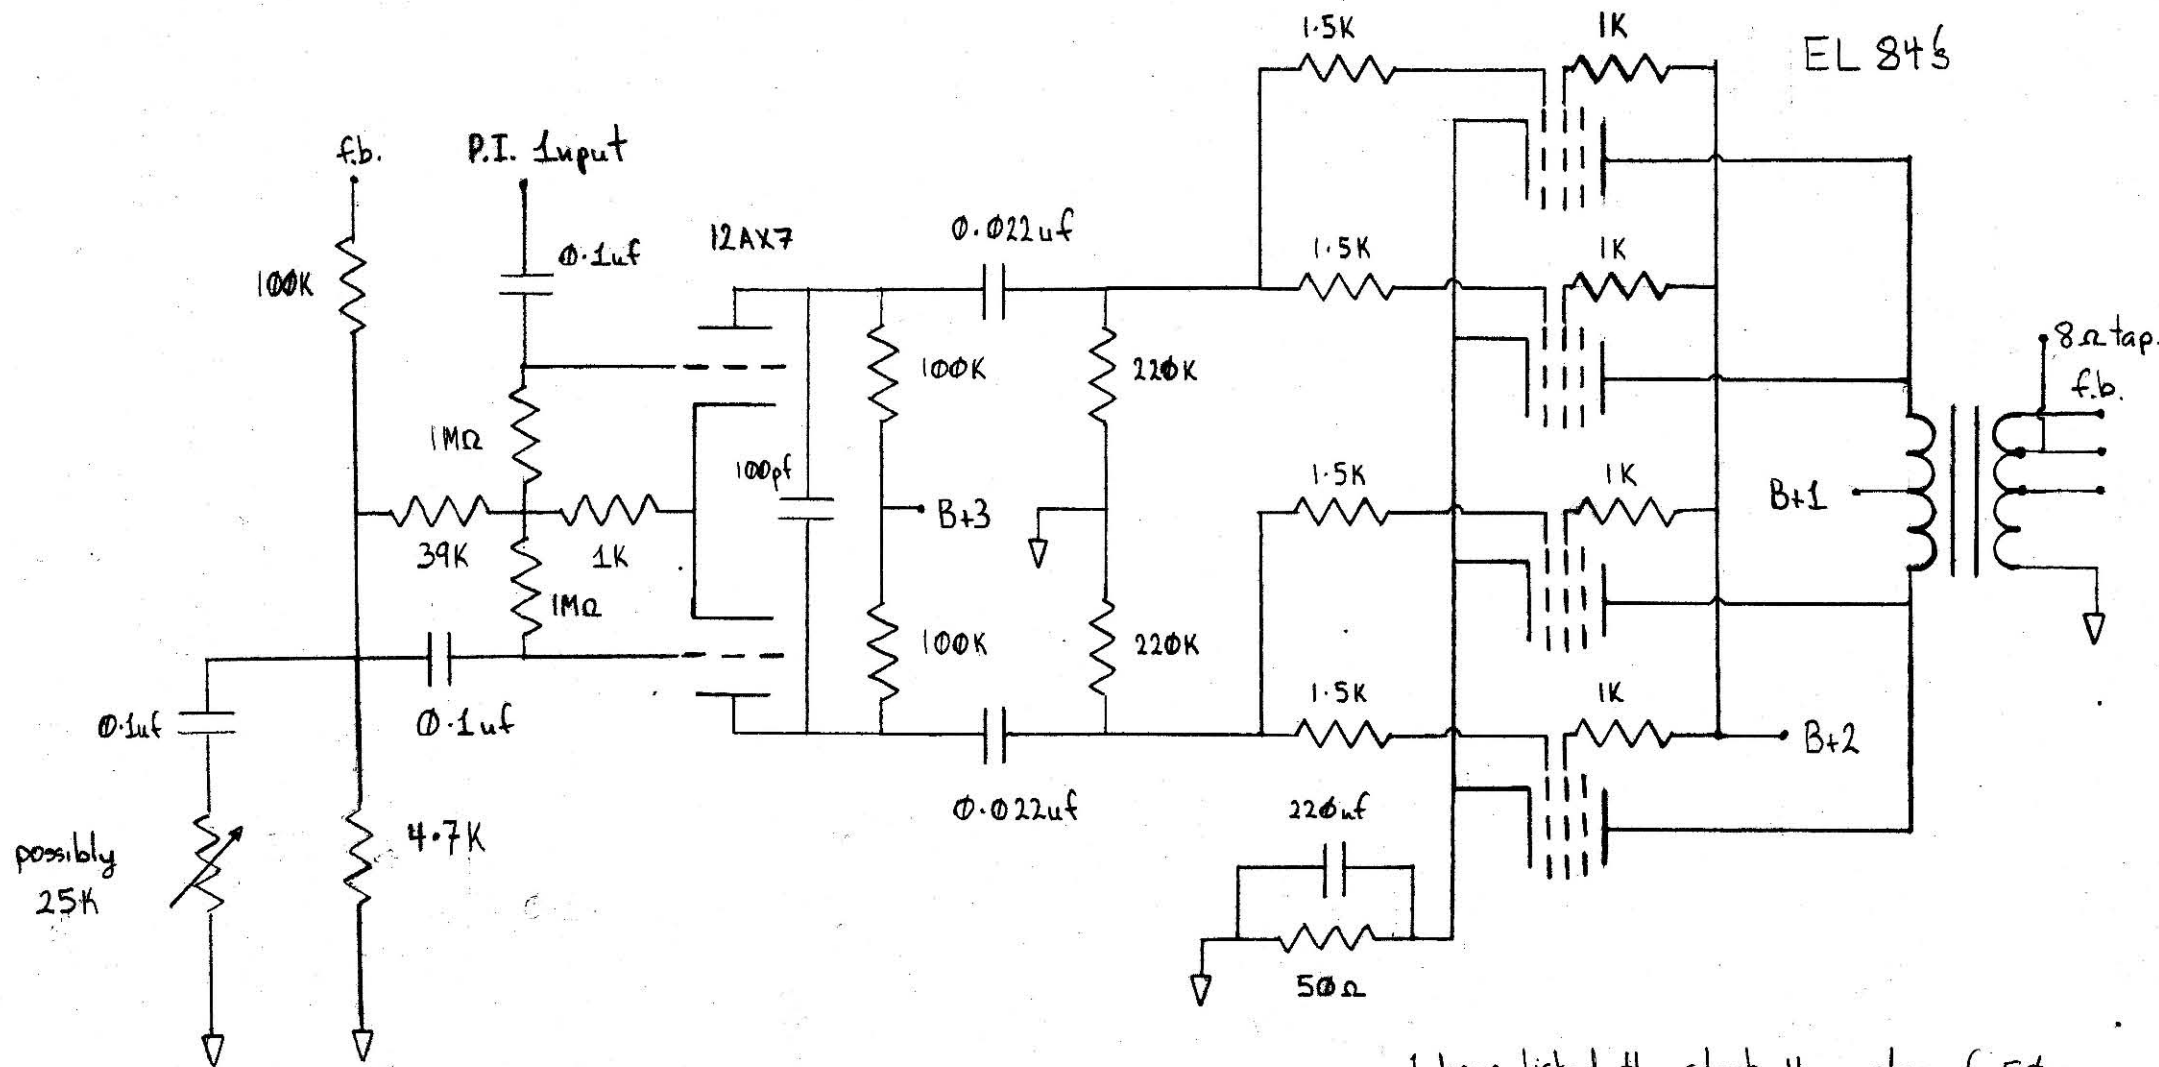 1.5K
1K
EL 84's
f.b.
P.I. Input
12AX7
0.022uf
1.5K
1K
100K
0.1uf
8Ω tap.
f.b.
100K
220K
1MΩ
100pf
B+3
1.5K
1K
B+1
39K
1K
1MΩ
100K
220K
0.1uf
0.1uf
1.5K
1K
B+2
0.022uf
220uf
possibly
25K
4.7K
50Ω